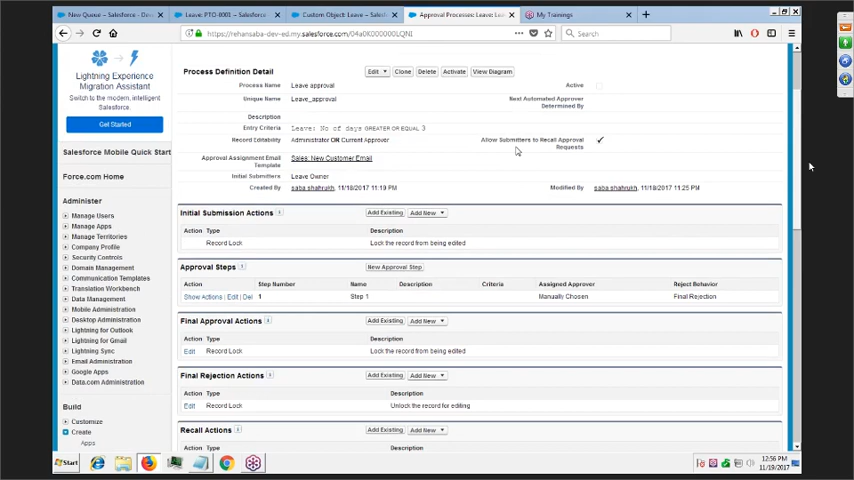 New Queue – Salesforce - Deve
Leave: PTO-0001 – Salesforce
Custom Object: Leave – Salesfo
Approval Processes: Leave: Lea
My Trainings
https://rehansaba-dev-ed.my.salesforce.com/04a0K000000LQNI
Search
Lightning Experience
Migration Assistant
Switch to the modern, intelligent
Salesforce.
Get Started
Salesforce Mobile Quick Start
Force.com Home
Administer
Manage Users
Manage Apps
Manage Territories
Company Profile
Security Controls
Domain Management
Communication Templates
Translation Workbench
Data Management
Mobile Administration
Desktop Administration
Lightning for Outlook
Lightning for Gmail
Lightning Sync
Email Administration
Google Apps
Data.com Administration
Build
Customize
Create
Apps
Process Definition Detail
Edit
Clone
Delete
Activate
View Diagram
Process Name Leave approval
Active
Unique Name Leave_approval
Next Automated Approver
Determined By
Description
Entry Criteria Leave: No of days GREATER OR EQUAL 3
Record Editability Administrator OR Current Approver
Allow Submitters to Recall Approval
Requests
Approval Assignment Email
Template
Sales: New Customer Email
Initial Submitters Leave Owner
Created By saba shahrukh, 11/18/2017 11:19 PM
Modified By saba shahrukh, 11/18/2017 11:25 PM
Initial Submission Actions
Add Existing
Add New
Action Type Description
Record Lock Lock the record from being edited
Approval Steps
New Approval Step
Action Step Number Name Description Criteria Assigned Approver Reject Behavior
Show Actions | Edit | Del 1 Step 1 Manually Chosen Final Rejection
Final Approval Actions
Add Existing
Add New
Action Type Description
Edit Record Lock Lock the record from being edited
Final Rejection Actions
Add Existing
Add New
Action Type Description
Edit Record Lock Unlock the record for editing
Recall Actions
Add Existing
Add New
Action Type Description
Start
12:56 PM
11/19/2017